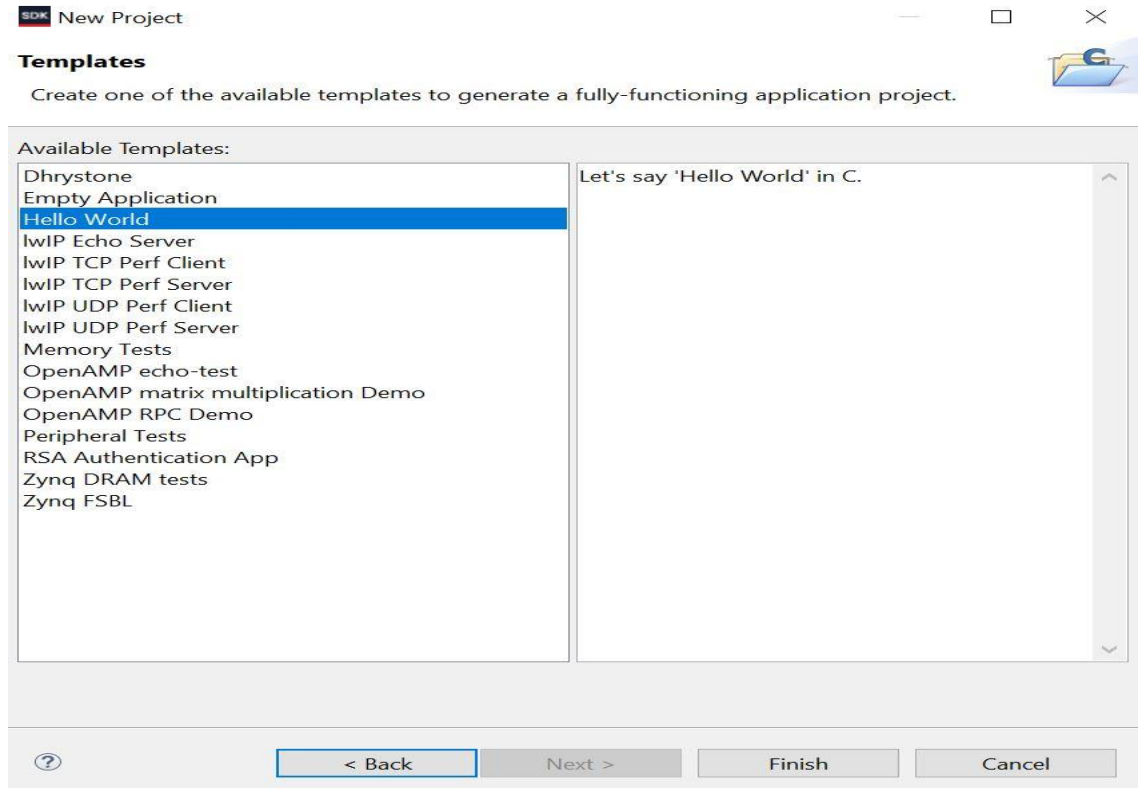 SDK New Project
Templates
Create one of the available templates to generate a fully-functioning application project.
Available Templates:
Dhrystone
Empty Application
Hello World
lwIP Echo Server
lwIP TCP Perf Client
lwIP TCP Perf Server
lwIP UDP Perf Client
lwIP UDP Perf Server
Memory Tests
OpenAMP echo-test
OpenAMP matrix multiplication Demo
OpenAMP RPC Demo
Peripheral Tests
RSA Authentication App
Zynq DRAM tests
Zynq FSBL
Let's say 'Hello World' in C.
? < Back Next > Finish Cancel